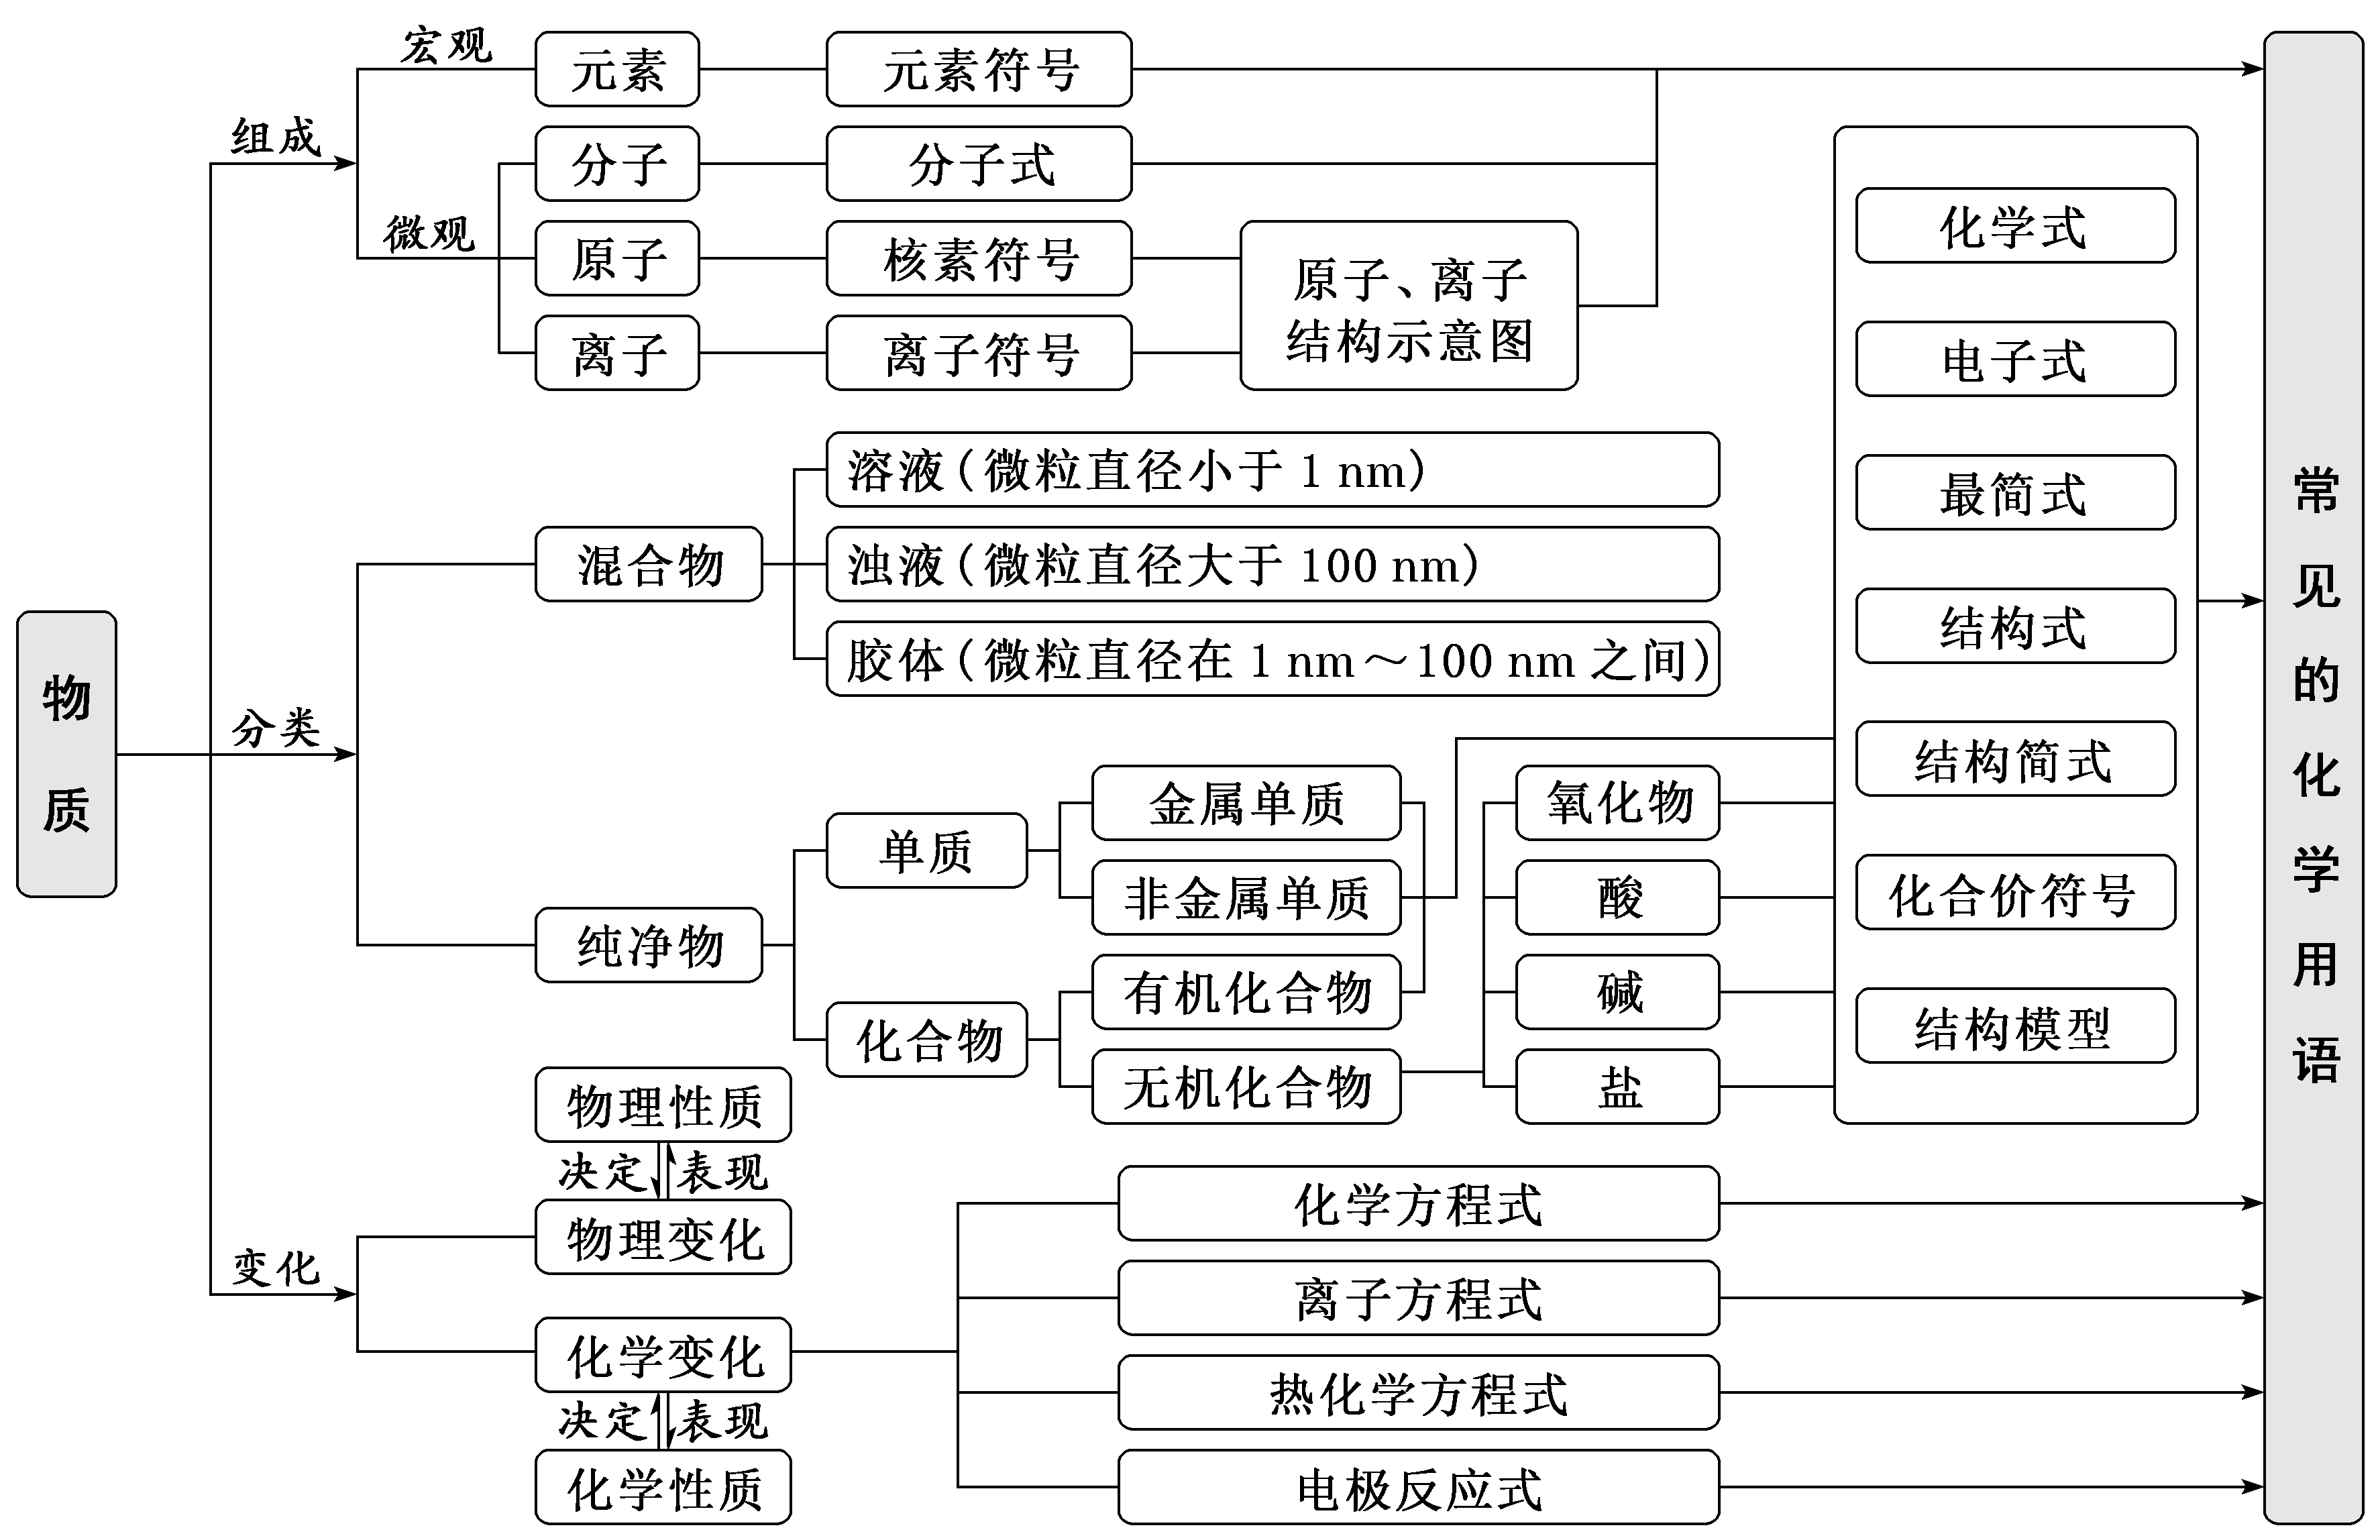 物质
组成
宏观
元素
元素符号
微观
分子
分子式
原子
核素符号
离子
离子符号
原子、离子
结构示意图
分类
混合物
溶液(微粒直径小于 1 nm)
浊液(微粒直径大于 100 nm)
胶体(微粒直径在 1 nm～100 nm 之间)
纯净物
单质
金属单质
非金属单质
化合物
有机化合物
无机化合物
氧化物
酸
碱
盐
化学式
电子式
最简式
结构式
结构简式
化合价符号
结构模型
变化
物理性质
决定
表现
物理变化
化学变化
决定
表现
化学性质
化学方程式
离子方程式
热化学方程式
电极反应式
常见的化学用语